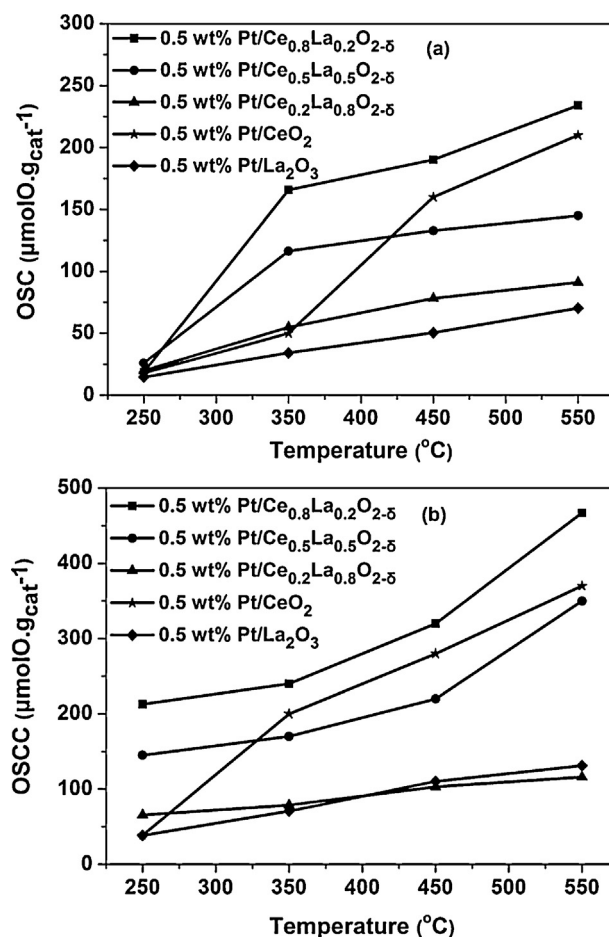 300
250
200
150
100
50
0
OSC (µmolO.g_cat^-1)
0.5 wt% Pt/Ce0.8La0.2O2-δ
(a)
0.5 wt% Pt/Ce0.5La0.5O2-δ
0.5 wt% Pt/Ce0.2La0.8O2-δ
0.5 wt% Pt/CeO2
0.5 wt% Pt/La2O3
250 300 350 400 450 500 550
Temperature (°C)
500
400
300
200
100
0
OSCC (µmolO.g_cat^-1)
0.5 wt% Pt/Ce0.8La0.2O2-δ
(b)
0.5 wt% Pt/Ce0.5La0.5O2-δ
0.5 wt% Pt/Ce0.2La0.8O2-δ
0.5 wt% Pt/CeO2
0.5 wt% Pt/La2O3
250 300 350 400 450 500 550
Temperature (°C)